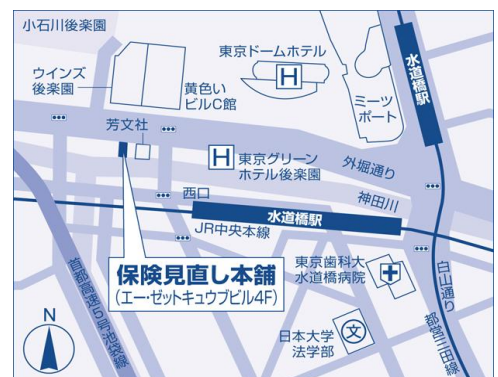 小石川後楽園
東京ドームホテル
H
水道橋駅
ウインズ
後楽園
黄色い
ビルC館
ミーツ
ポート
芳文社
H
東京グリーン
ホテル後楽園
外堀通り
神田川
西口
水道橋駅
JR中央本線
保険見直し本舗
(エー・ゼットキュウブビル4F)
東京歯科大
水道橋病院
白山通り
都営三田線
首都高速5号池袋線
N
日本大学
法学部
文